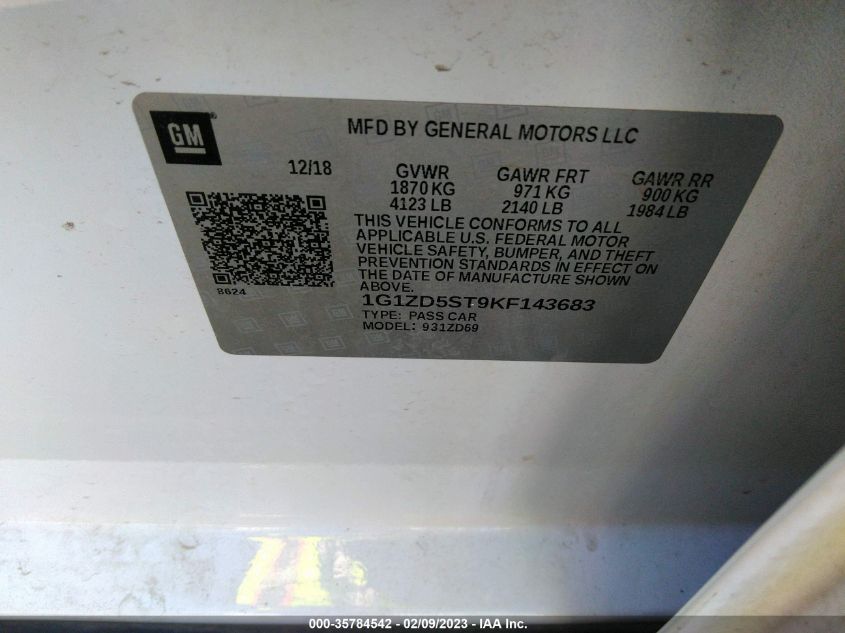 GM
MFD BY GENERAL MOTORS LLC
12/18
GVWR GAWR FRT GAWR RR
1870 KG 971 KG 900 KG
4123 LB 2140 LB 1984 LB
THIS VEHICLE CONFORMS TO ALL
APPLICABLE U.S. FEDERAL MOTOR
VEHICLE SAFETY, BUMPER, AND THEFT
PREVENTION STANDARDS IN EFFECT ON
THE DATE OF MANUFACTURE SHOWN
ABOVE.
8624
1G1ZD5ST9KF143683
TYPE: PASS CAR
MODEL: 931ZD69
000-35784542 - 02/09/2023 - IAA Inc.